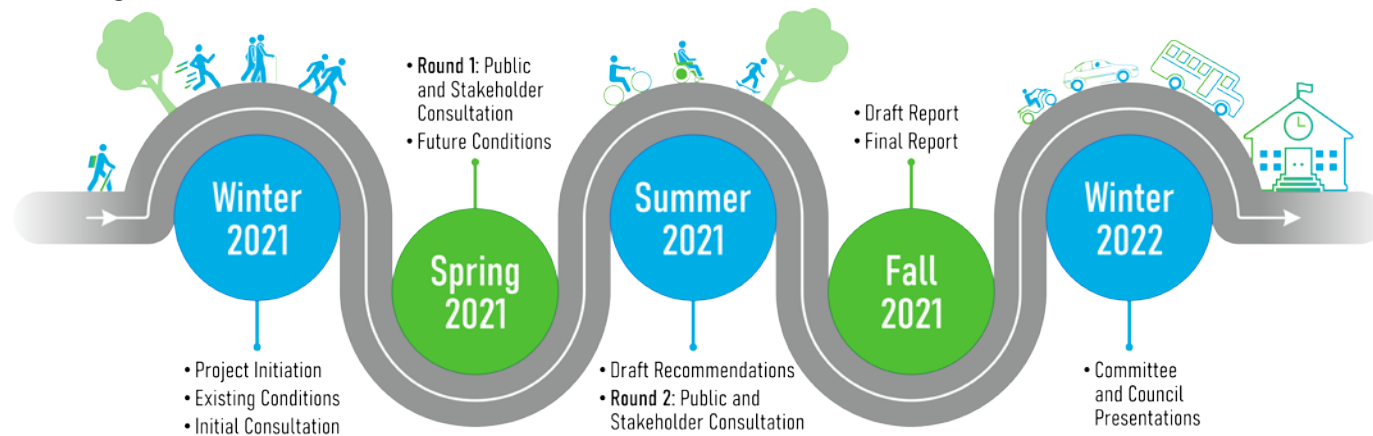 Winter
2021
• Project Initiation
• Existing Conditions
• Initial Consultation
• Round 1: Public
and Stakeholder
Consultation
• Future Conditions
Spring
2021
Summer
2021
• Draft Recommendations
• Round 2: Public and
Stakeholder Consultation
• Draft Report
• Final Report
Fall
2021
Winter
2022
• Committee
and Council
Presentations